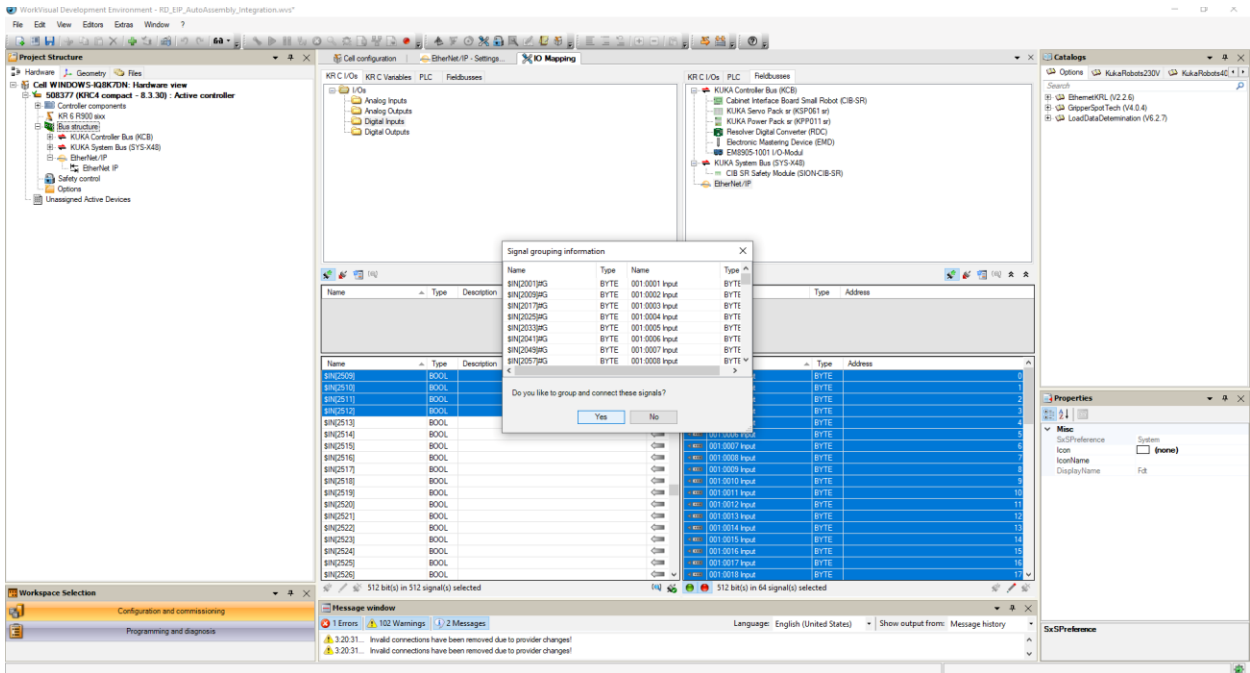 WorkVisual Development Environment - RD_EIP_AutoAssembly_Integration.wvs*
File Edit View Editors Extras Window ?
Project Structure
Hardware Geometry Files
Cell WINDOWS-IQ8K7DN: Hardware view
508377 (KRC4 compact - 8.3.30) : Active controller
Controller components
KR 6 R900 sixx
Bus structure
KUKA Controller Bus (KCB)
KUKA System Bus (SYS-X48)
EtherNet/IP
EtherNet IP
Safety control
Options
Unassigned Active Devices
Workspace Selection
Configuration and commissioning
Programming and diagnosis
Cell configuration EtherNet/IP - Settings... IO Mapping
KR C I/Os KR C Variables PLC Fieldbusses
I/Os
Analog Inputs
Analog Outputs
Digital Inputs
Digital Outputs
KR C I/Os PLC Fieldbusses
KUKA Controller Bus (KCB)
Cabinet Interface Board Small Robot (CIB-SR)
KUKA Servo Pack sr (KSP061 sr)
KUKA Power Pack sr (KPP011 sr)
Resolver Digital Converter (RDC)
Electronic Mastering Device (EMD)
EM8905-1001 I/O-Modul
KUKA System Bus (SYS-X48)
CIB SR Safety Module (SION-CIB-SR)
EtherNet/IP
Signal grouping information
Name Type Name Type
$IN[2001]#G BYTE 001:0001 Input BYTE
$IN[2009]#G BYTE 001:0002 Input BYTE
$IN[2017]#G BYTE 001:0003 Input BYTE
$IN[2025]#G BYTE 001:0004 Input BYTE
$IN[2033]#G BYTE 001:0005 Input BYTE
$IN[2041]#G BYTE 001:0006 Input BYTE
$IN[2049]#G BYTE 001:0007 Input BYTE
$IN[2057]#G BYTE 001:0008 Input BYTE
Do you like to group and connect these signals?
Yes No
Name Type Description
Type Address
Name Type Description
Type Address
$IN[2509] BOOL BYTE 0
$IN[2510] BOOL BYTE 1
$IN[2511] BOOL BYTE 2
$IN[2512] BOOL BYTE 3
$IN[2513] BOOL BYTE 4
$IN[2514] BOOL 001:0006 Input BYTE 5
$IN[2515] BOOL 001:0007 Input BYTE 6
$IN[2516] BOOL 001:0008 Input BYTE 7
$IN[2517] BOOL 001:0009 Input BYTE 8
$IN[2518] BOOL 001:0010 Input BYTE 9
$IN[2519] BOOL 001:0011 Input BYTE 10
$IN[2520] BOOL 001:0012 Input BYTE 11
$IN[2521] BOOL 001:0013 Input BYTE 12
$IN[2522] BOOL 001:0014 Input BYTE 13
$IN[2523] BOOL 001:0015 Input BYTE 14
$IN[2524] BOOL 001:0016 Input BYTE 15
$IN[2525] BOOL 001:0017 Input BYTE 16
$IN[2526] BOOL 001:0018 Input BYTE 17
512 bit(s) in 512 signal(s) selected
512 bit(s) in 64 signal(s) selected
Message window
1 Errors 102 Warnings 2 Messages Language: English (United States) Show output from: Message history
3:20:31... Invalid connections have been removed due to provider changes!
3:20:31... Invalid connections have been removed due to provider changes!
Catalogs
Options KukaRobots230V KukaRobots40
Search
EthernetKRL (V2.2.6)
GripperSpotTech (V4.0.4)
LoadDataDetermination (V6.2.7)
Properties
Misc
SxSPreference System
Icon (none)
IconName
DisplayName Fdt
SxSPreference